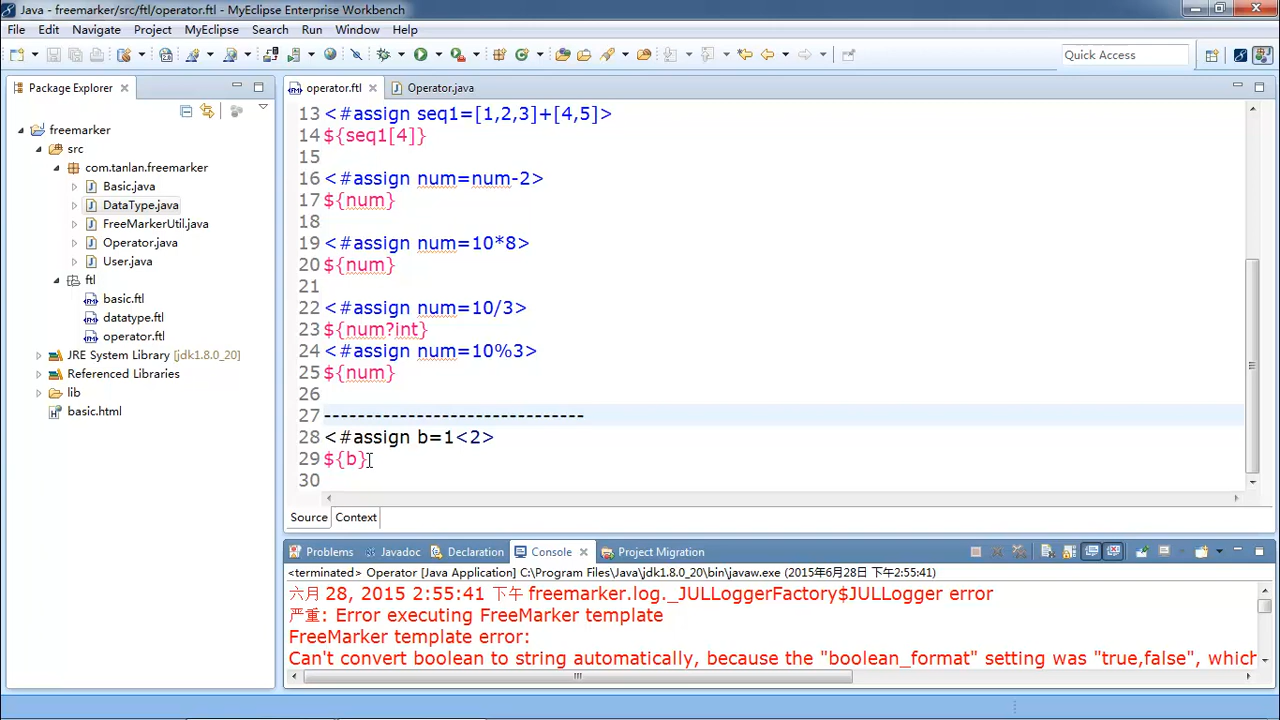 Java - freemarker/src/ftl/operator.ftl - MyEclipse Enterprise Workbench
File Edit Navigate Project MyEclipse Search Run Window Help
Quick Access
Package Explorer
freemarker
src
com.tanlan.freemarker
Basic.java
DataType.java
FreeMarkerUtil.java
Operator.java
User.java
ftl
basic.ftl
datatype.ftl
operator.ftl
JRE System Library [jdk1.8.0_20]
Referenced Libraries
lib
basic.html
operator.ftl Operator.java
13 <#assign seq1=[1,2,3]+[4,5]>
14 ${seq1[4]}
15
16 <#assign num=num-2>
17 ${num}
18
19 <#assign num=10*8>
20 ${num}
21
22 <#assign num=10/3>
23 ${num?int}
24 <#assign num=10%3>
25 ${num}
26
27 -------------------------------
28 <#assign b=1<2>
29 ${b}
30
Source Context
Problems Javadoc Declaration Console Project Migration
<terminated> Operator [Java Application] C:\Program Files\Java\jdk1.8.0_20\bin\javaw.exe (2015年6月28日 下午2:55:41)
六月 28, 2015 2:55:41 下午 freemarker.log._JULLoggerFactory$JULLogger error
严重: Error executing FreeMarker template
FreeMarker template error:
Can't convert boolean to string automatically, because the "boolean_format" setting was "true,false", which